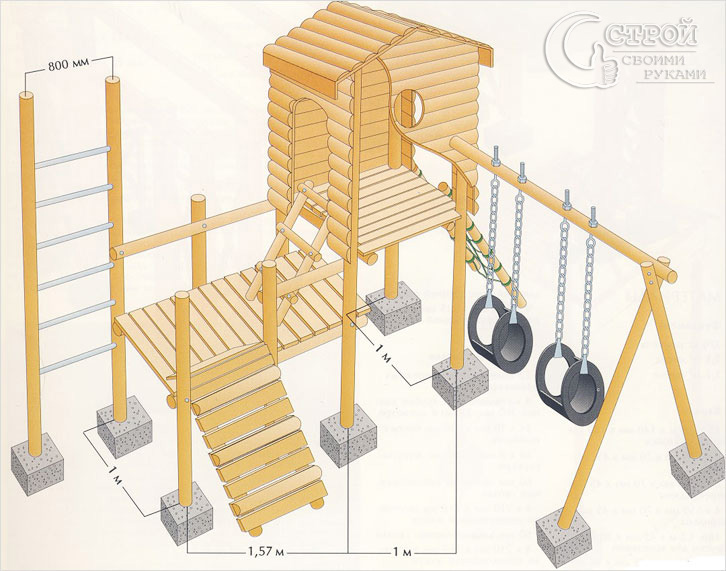 СТРОЙ
СВОИМИ
РУКАМИ
800 мм
1 м
1 м
1,57 м
1 м